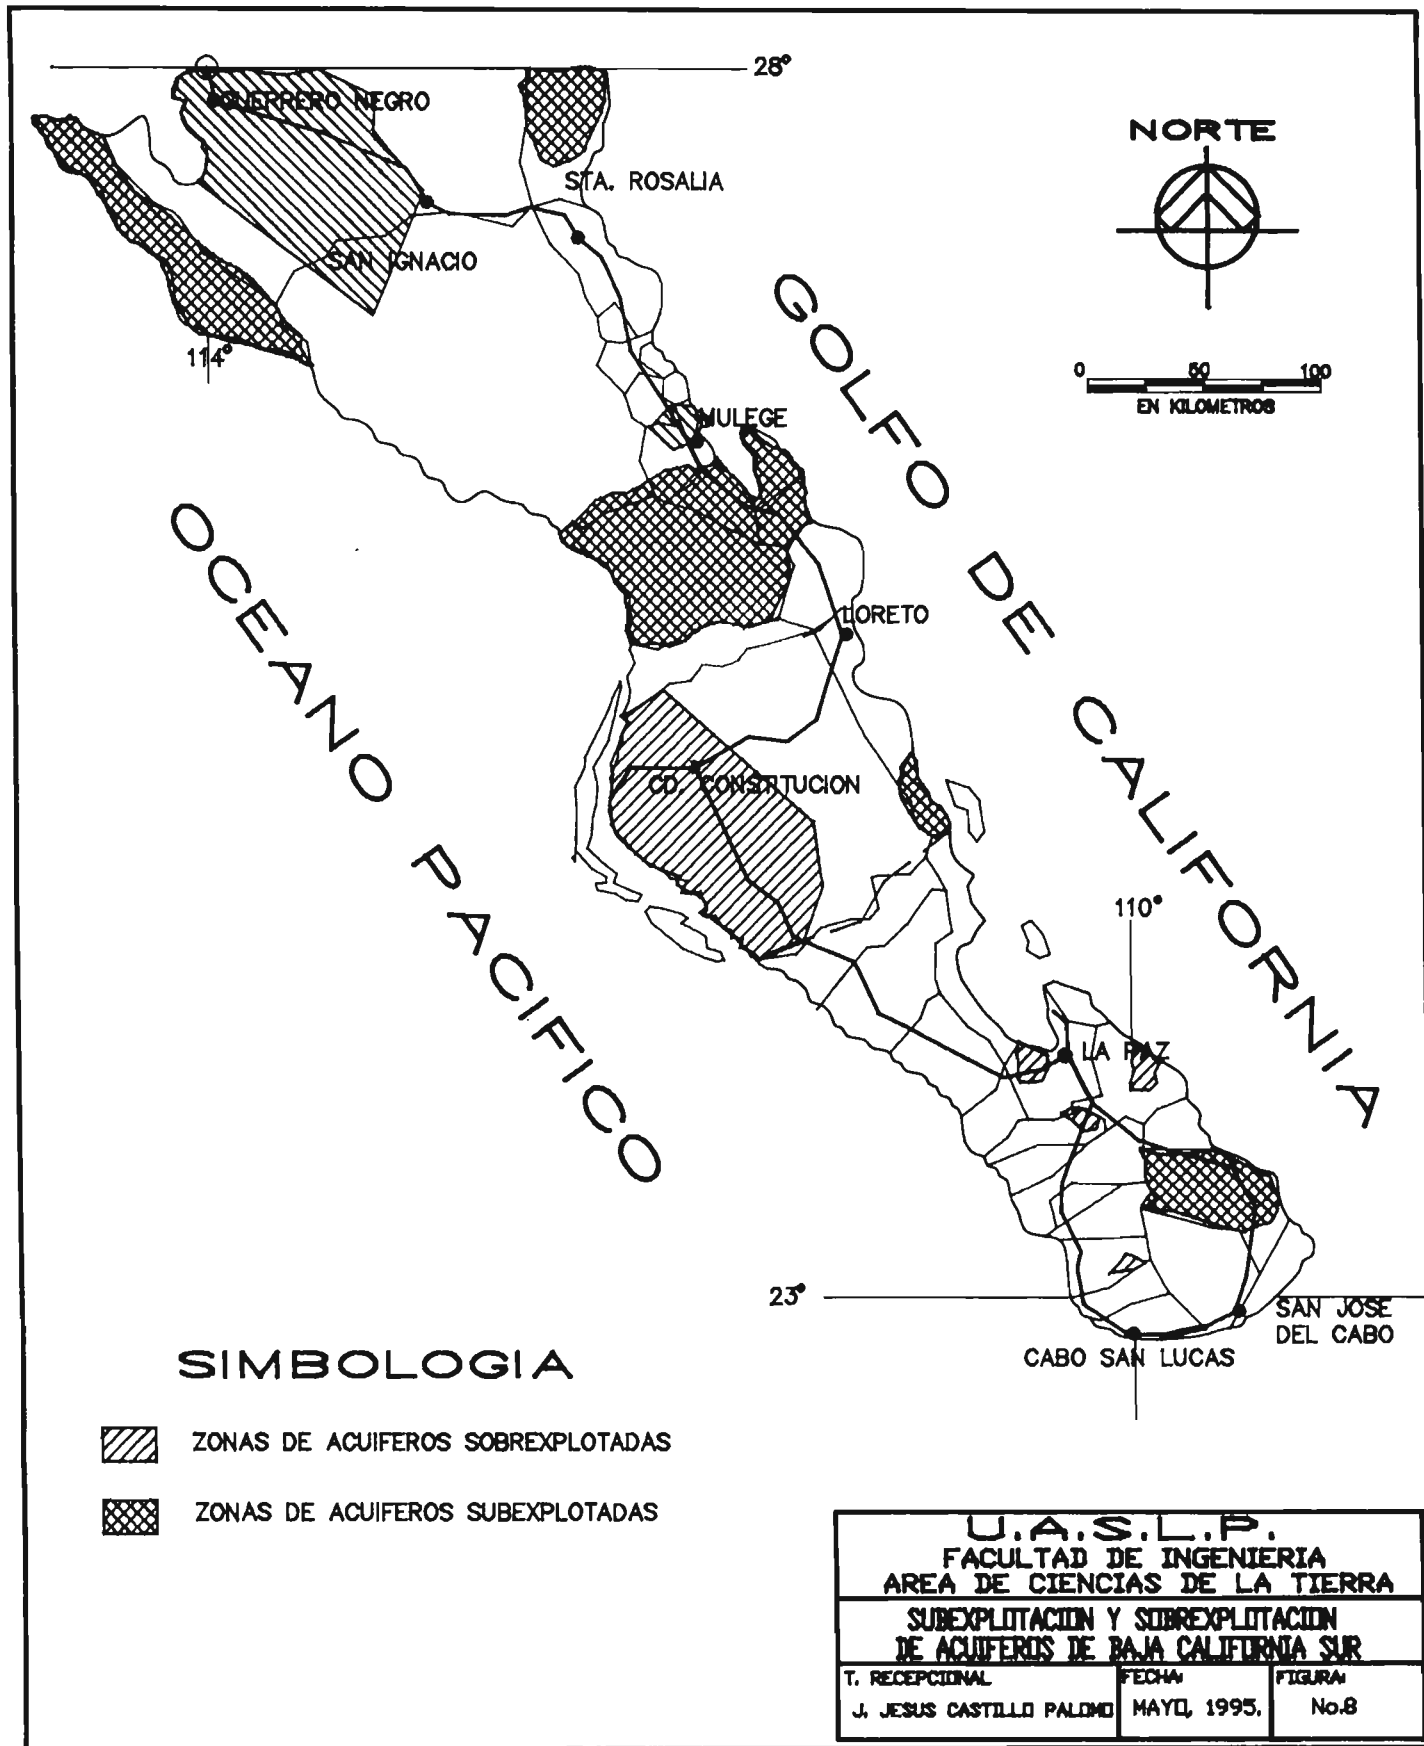 28°
GUERRERO NEGRO
NORTE
STA. ROSALIA
SAN IGNACIO
114°
0 50 100
EN KILOMETROS
MULEGE
GOLFO DE CALIFORNIA
OCEANO PACIFICO
LORETO
CD. CONSTITUCION
110°
LA PAZ
23°
SAN JOSE
DEL CABO
CABO SAN LUCAS
SIMBOLOGIA
ZONAS DE ACUIFEROS SOBREXPLOTADAS
ZONAS DE ACUIFEROS SUBEXPLOTADAS
U.A.S.L.P.
FACULTAD DE INGENIERIA
AREA DE CIENCIAS DE LA TIERRA
SUBEXPLOTACION Y SOBREXPLOTACION
DE ACUIFEROS DE BAJA CALIFORNIA SUR
T. RECEPCIONAL
J. JESUS CASTILLO PALOMO
FECHA:
MAYO, 1995.
FIGURA:
No.8